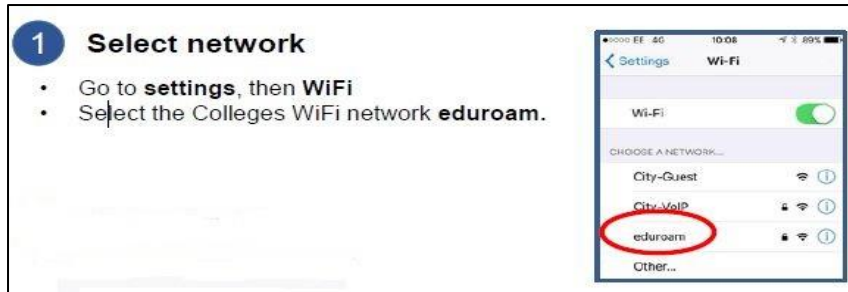 1 Select network
• Go to settings, then WiFi
• Select the Colleges WiFi network eduroam.
EE 4G 10:08 89%
Settings Wi-Fi
Wi-Fi
CHOOSE A NETWORK...
City-Guest
City-VoIP
eduroam
Other...